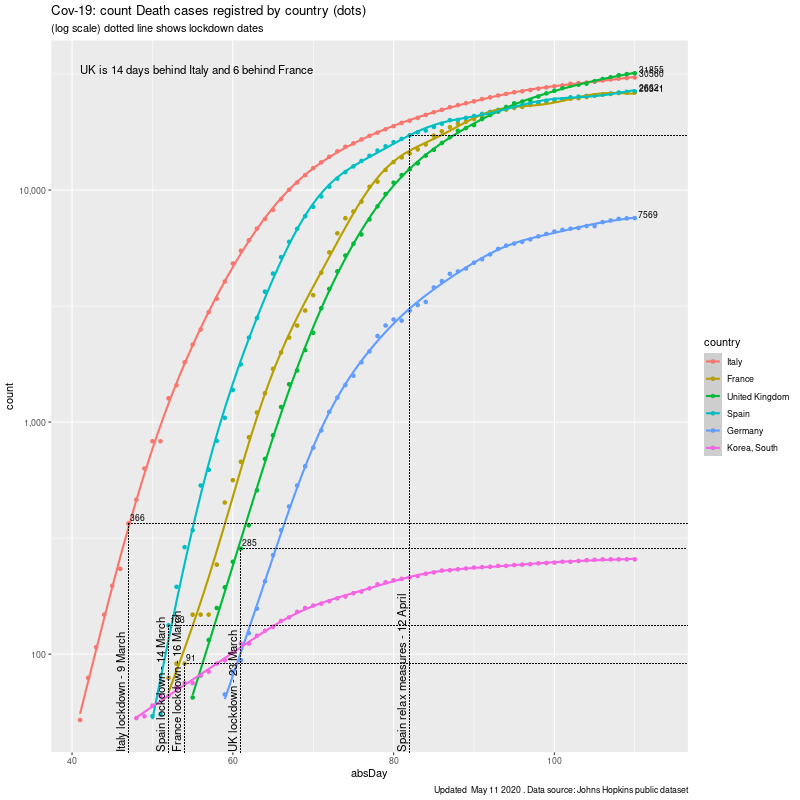 Cov-19: count Death cases registred by country (dots)
(log scale) dotted line shows lockdown dates
UK is 14 days behind Italy and 6 behind France
31855
30560
26621
7569
366
285
91
10,000
1,000
100
count
Italy lockdown - 9 March
Spain lockdown - 14 March
France lockdown - 16 March
UK lockdown - 23 March
Spain relax measures - 12 April
40
60
80
100
absDay
country
Italy
France
United Kingdom
Spain
Germany
Korea, South
Updated May 11 2020 . Data source: Johns Hopkins public dataset